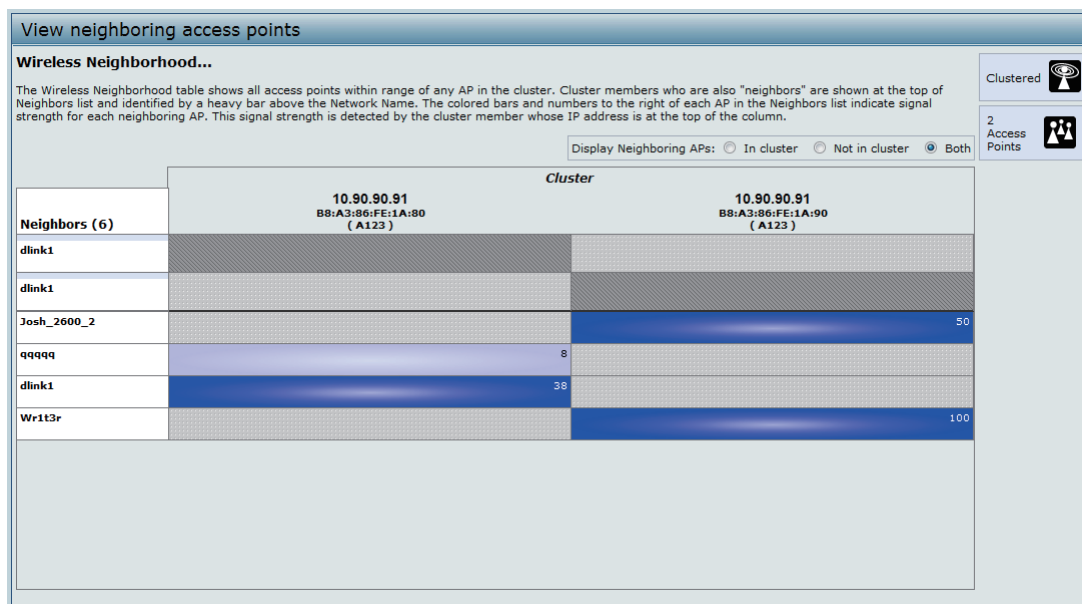 View neighboring access points
Wireless Neighborhood...
The Wireless Neighborhood table shows all access points within range of any AP in the cluster. Cluster members who are also "neighbors" are shown at the top of
Neighbors list and identified by a heavy bar above the Network Name. The colored bars and numbers to the right of each AP in the Neighbors list indicate signal
strength for each neighboring AP. This signal strength is detected by the cluster member whose IP address is at the top of the column.
Clustered
2
Access
Points
Display Neighboring APs: In cluster Not in cluster Both
Cluster
Neighbors (6)
10.90.90.91
B8:A3:86:FE:1A:80
( A123 )
10.90.90.91
B8:A3:86:FE:1A:90
( A123 )
dlink1
dlink1
Josh_2600_2 50
qqqqq 8
dlink1 38
Wr1t3r 100